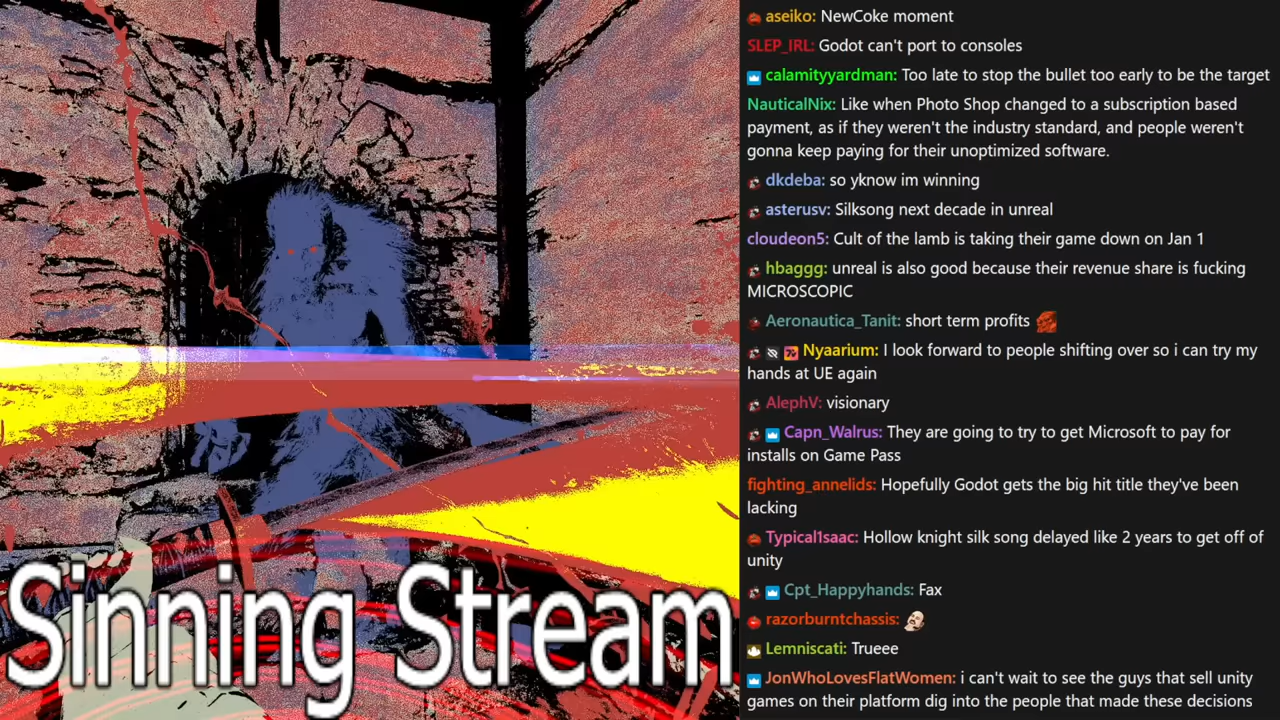 aseiko: NewCoke moment
SLEP_IRL: Godot can't port to consoles
calamityyardman: Too late to stop the bullet too early to be the target
NauticalNix: Like when Photo Shop changed to a subscription based
payment, as if they weren't the industry standard, and people weren't
gonna keep paying for their unoptimized software.
dkdeba: so yknow im winning
asterusv: Silksong next decade in unreal
cloudeon5: Cult of the lamb is taking their game down on Jan 1
hbaggg: unreal is also good because their revenue share is fucking
MICROSCOPIC
Aeronautica_Tanit: short term profits
Nyaarium: I look forward to people shifting over so i can try my
hands at UE again
AlephV: visionary
Capn_Walrus: They are going to try to get Microsoft to pay for
installs on Game Pass
fighting_annelids: Hopefully Godot gets the big hit title they've been
lacking
Typical1saac: Hollow knight silk song delayed like 2 years to get off of
unity
Cpt_Happyhands: Fax
razorburntchassis:
Lemniscati: Trueee
JonWhoLovesFlatWomen: i can't wait to see the guys that sell unity
games on their platform dig into the people that made these decisions
Sinning Stream